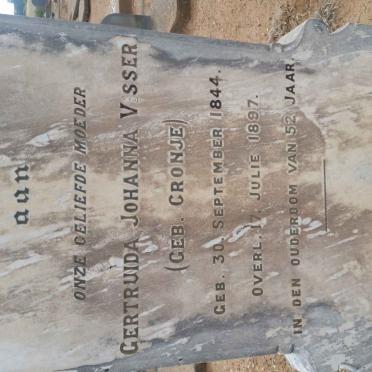 aan
ONZE GELIEFDE MOEDER
GERTRUIDA JOHANNA VISSER
(GEB. CRONJE)
GEB. 30 SEPTEMBER 1844.
OVERL. 17 JULIE 1897.
IN DEN OUDERDOM VAN 52 JAAR.